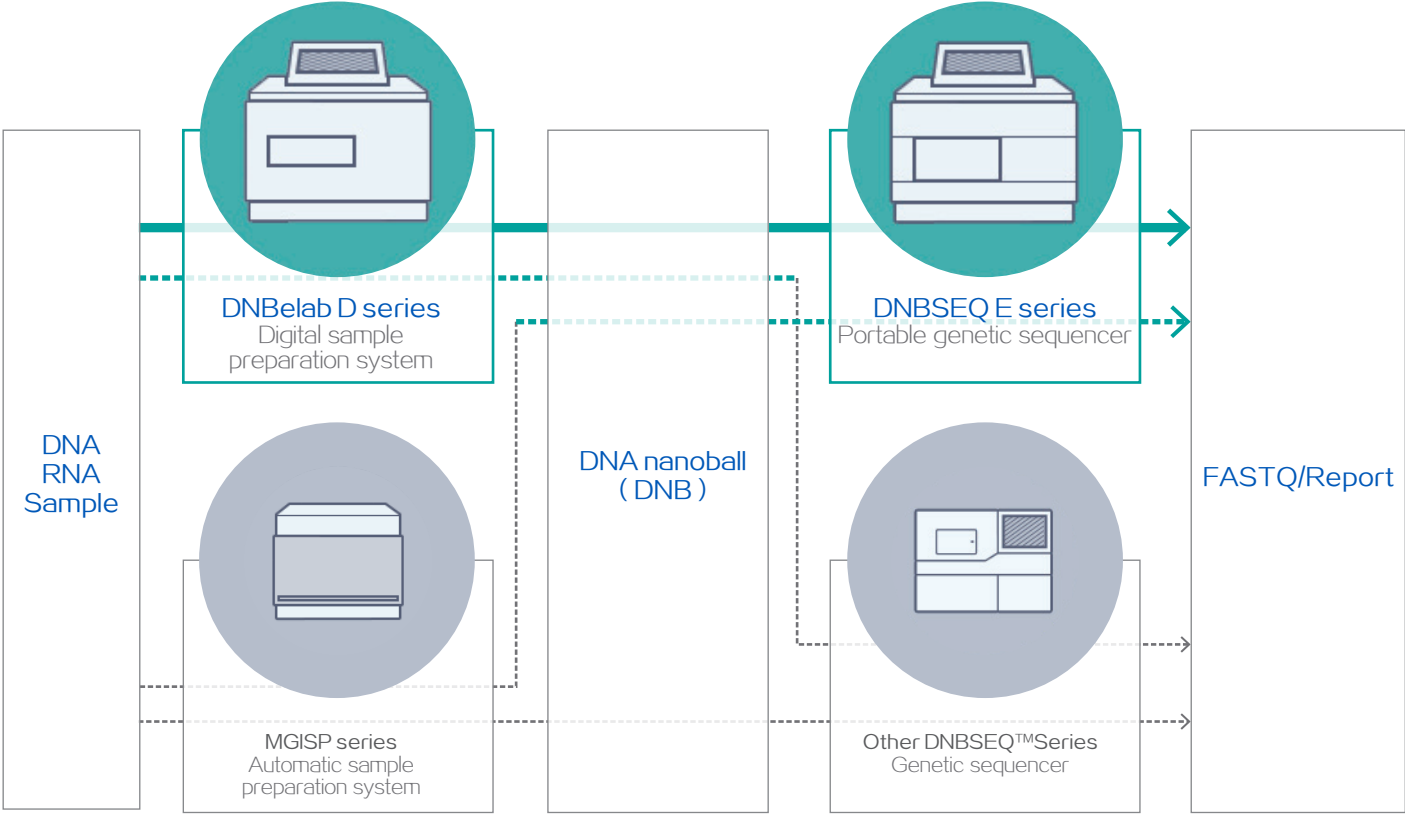 DNA
RNA
Sample
DNBelab D series
Digital sample
preparation system
MGISP series
Automatic sample
preparation system
DNA nanoball
( DNB )
DNBSEQ E series
Portable genetic sequencer
Other DNBSEQ™Series
Genetic sequencer
FASTQ/Report